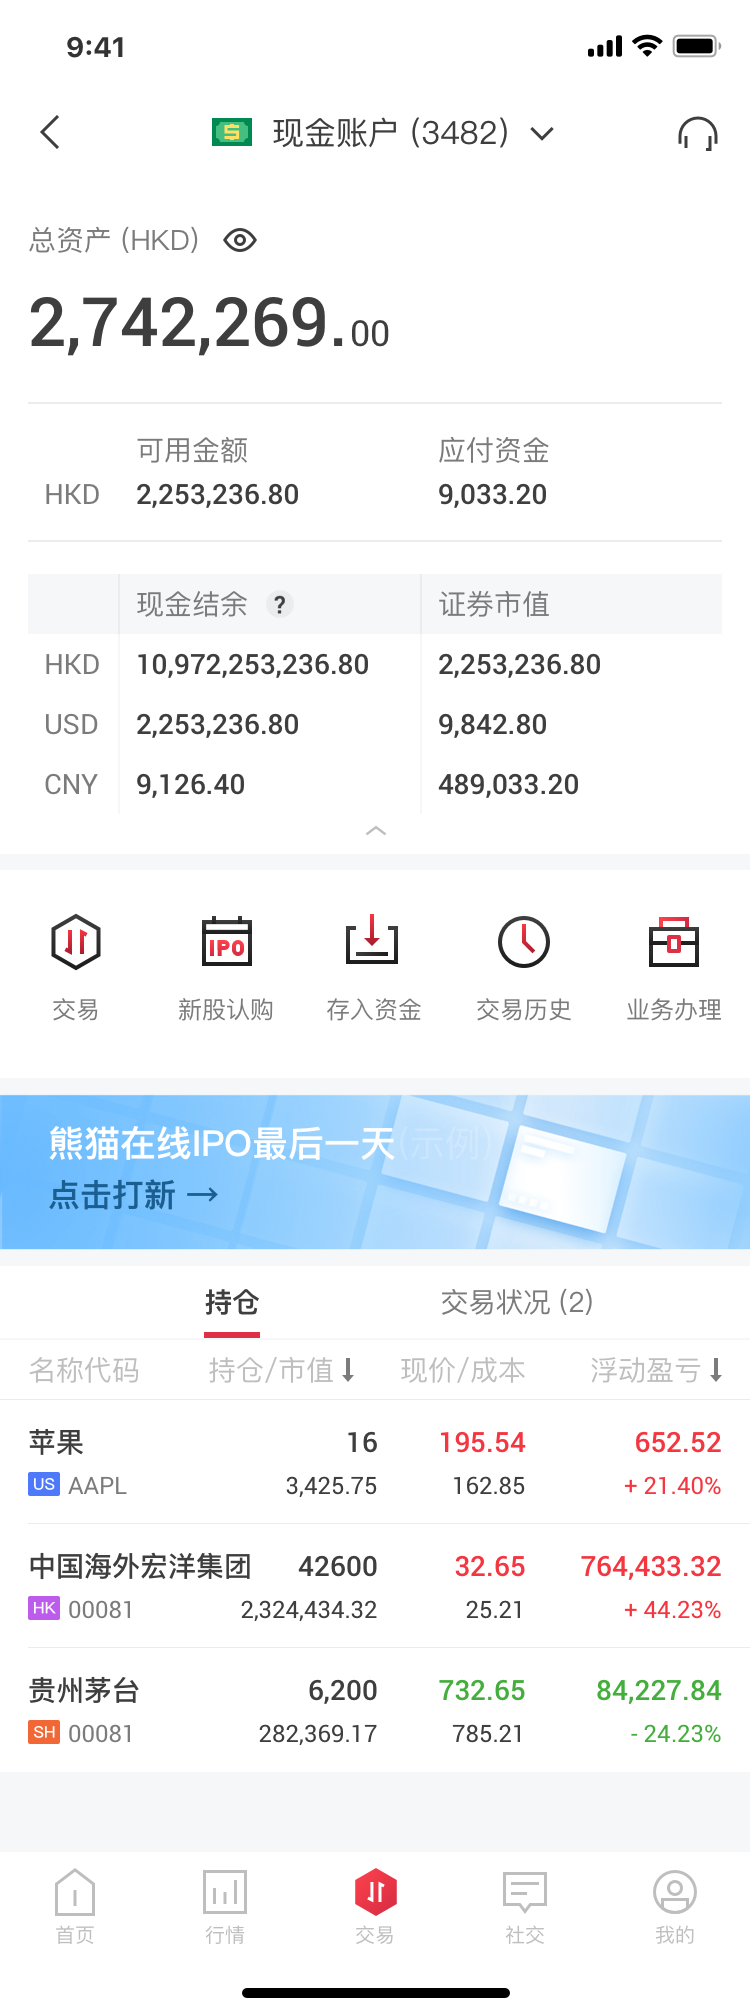 9:41
现金账户 (3482)
总资产 (HKD)
2,742,269.00
可用金额 应付资金
HKD 2,253,236.80 9,033.20
现金结余 ? 证券市值
HKD 10,972,253,236.80 2,253,236.80
USD 2,253,236.80 9,842.80
CNY 9,126.40 489,033.20
IPO
交易 新股认购 存入资金 交易历史 业务办理
熊猫在线IPO最后一天(示例)
点击打新 →
持仓 交易状况 (2)
名称代码 持仓/市值 现价/成本 浮动盈亏
苹果 16 195.54 652.52
US AAPL 3,425.75 162.85 + 21.40%
中国海外宏洋集团 42600 32.65 764,433.32
HK 00081 2,324,434.32 25.21 + 44.23%
贵州茅台 6,200 732.65 84,227.84
SH 00081 282,369.17 785.21 - 24.23%
首页 行情 交易 社交 我的